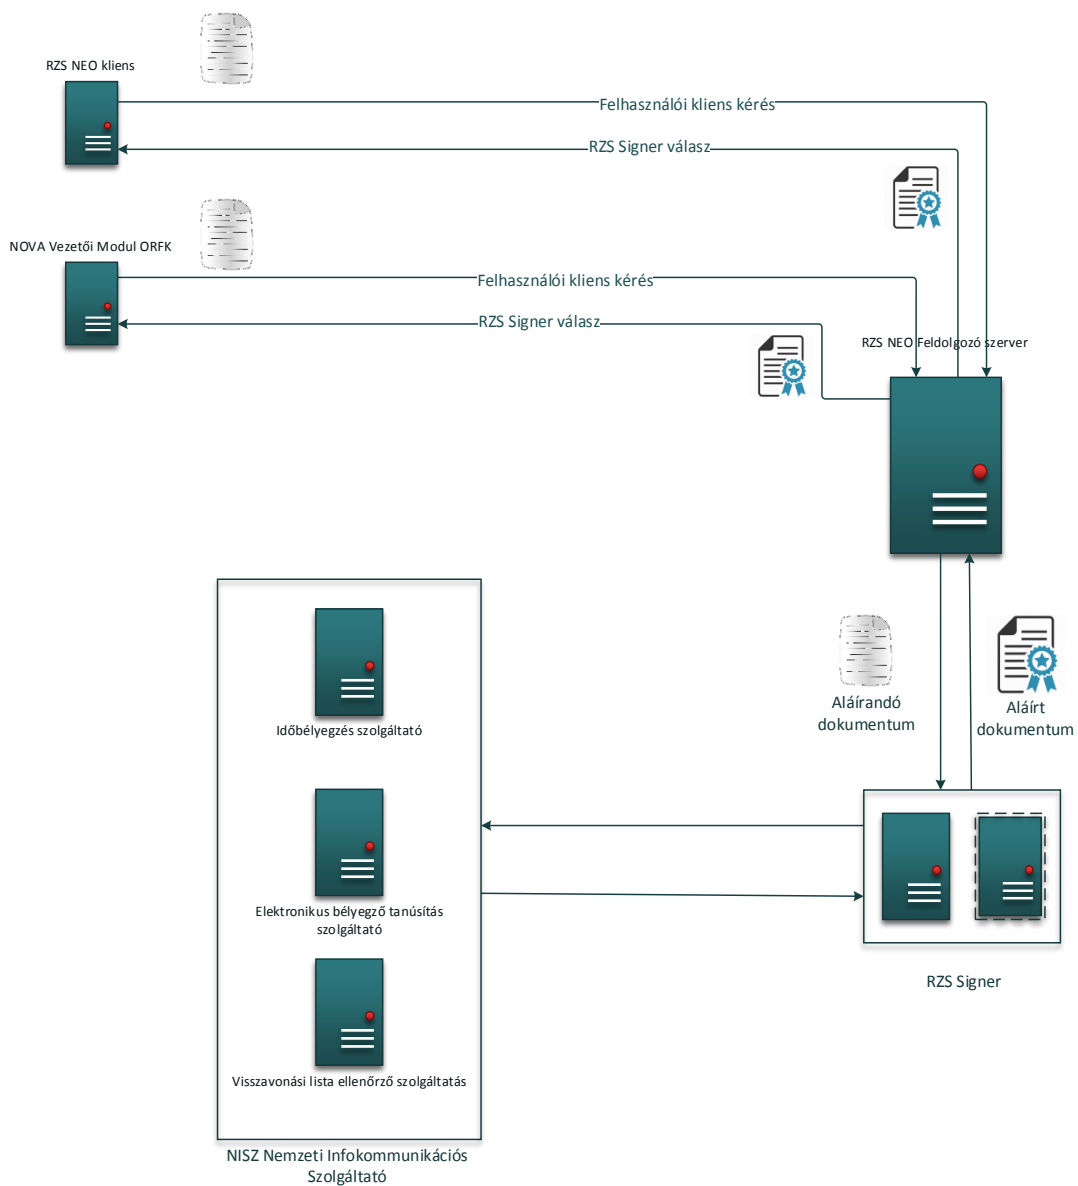 RZS NEO kliens
Felhasználói kliens kérés
RZS Signer válasz
NOVA Vezetői Modul ORFK
Felhasználói kliens kérés
RZS Signer válasz
RZS NEO Feldolgozó szerver
Aláírandó
dokumentum
Aláírt
dokumentum
Időbélyegzés szolgáltató
Elektronikus bélyegző tanúsítás
szolgáltató
Visszavonási lista ellenőrző szolgáltatás
RZS Signer
NISZ Nemzeti Infokommunikációs
Szolgáltató